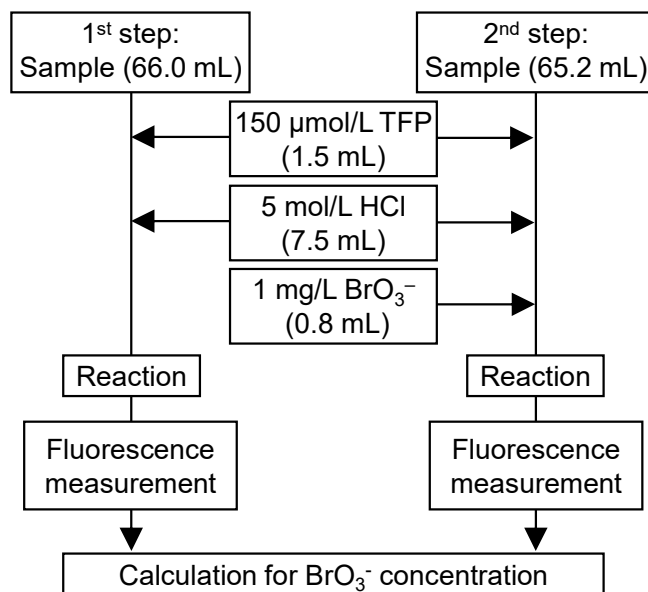 1st step:
Sample (66.0 mL)
2nd step:
Sample (65.2 mL)
150 µmol/L TFP
(1.5 mL)
5 mol/L HCl
(7.5 mL)
1 mg/L BrO₃⁻
(0.8 mL)
Reaction
Reaction
Fluorescence
measurement
Fluorescence
measurement
Calculation for BrO₃⁻ concentration